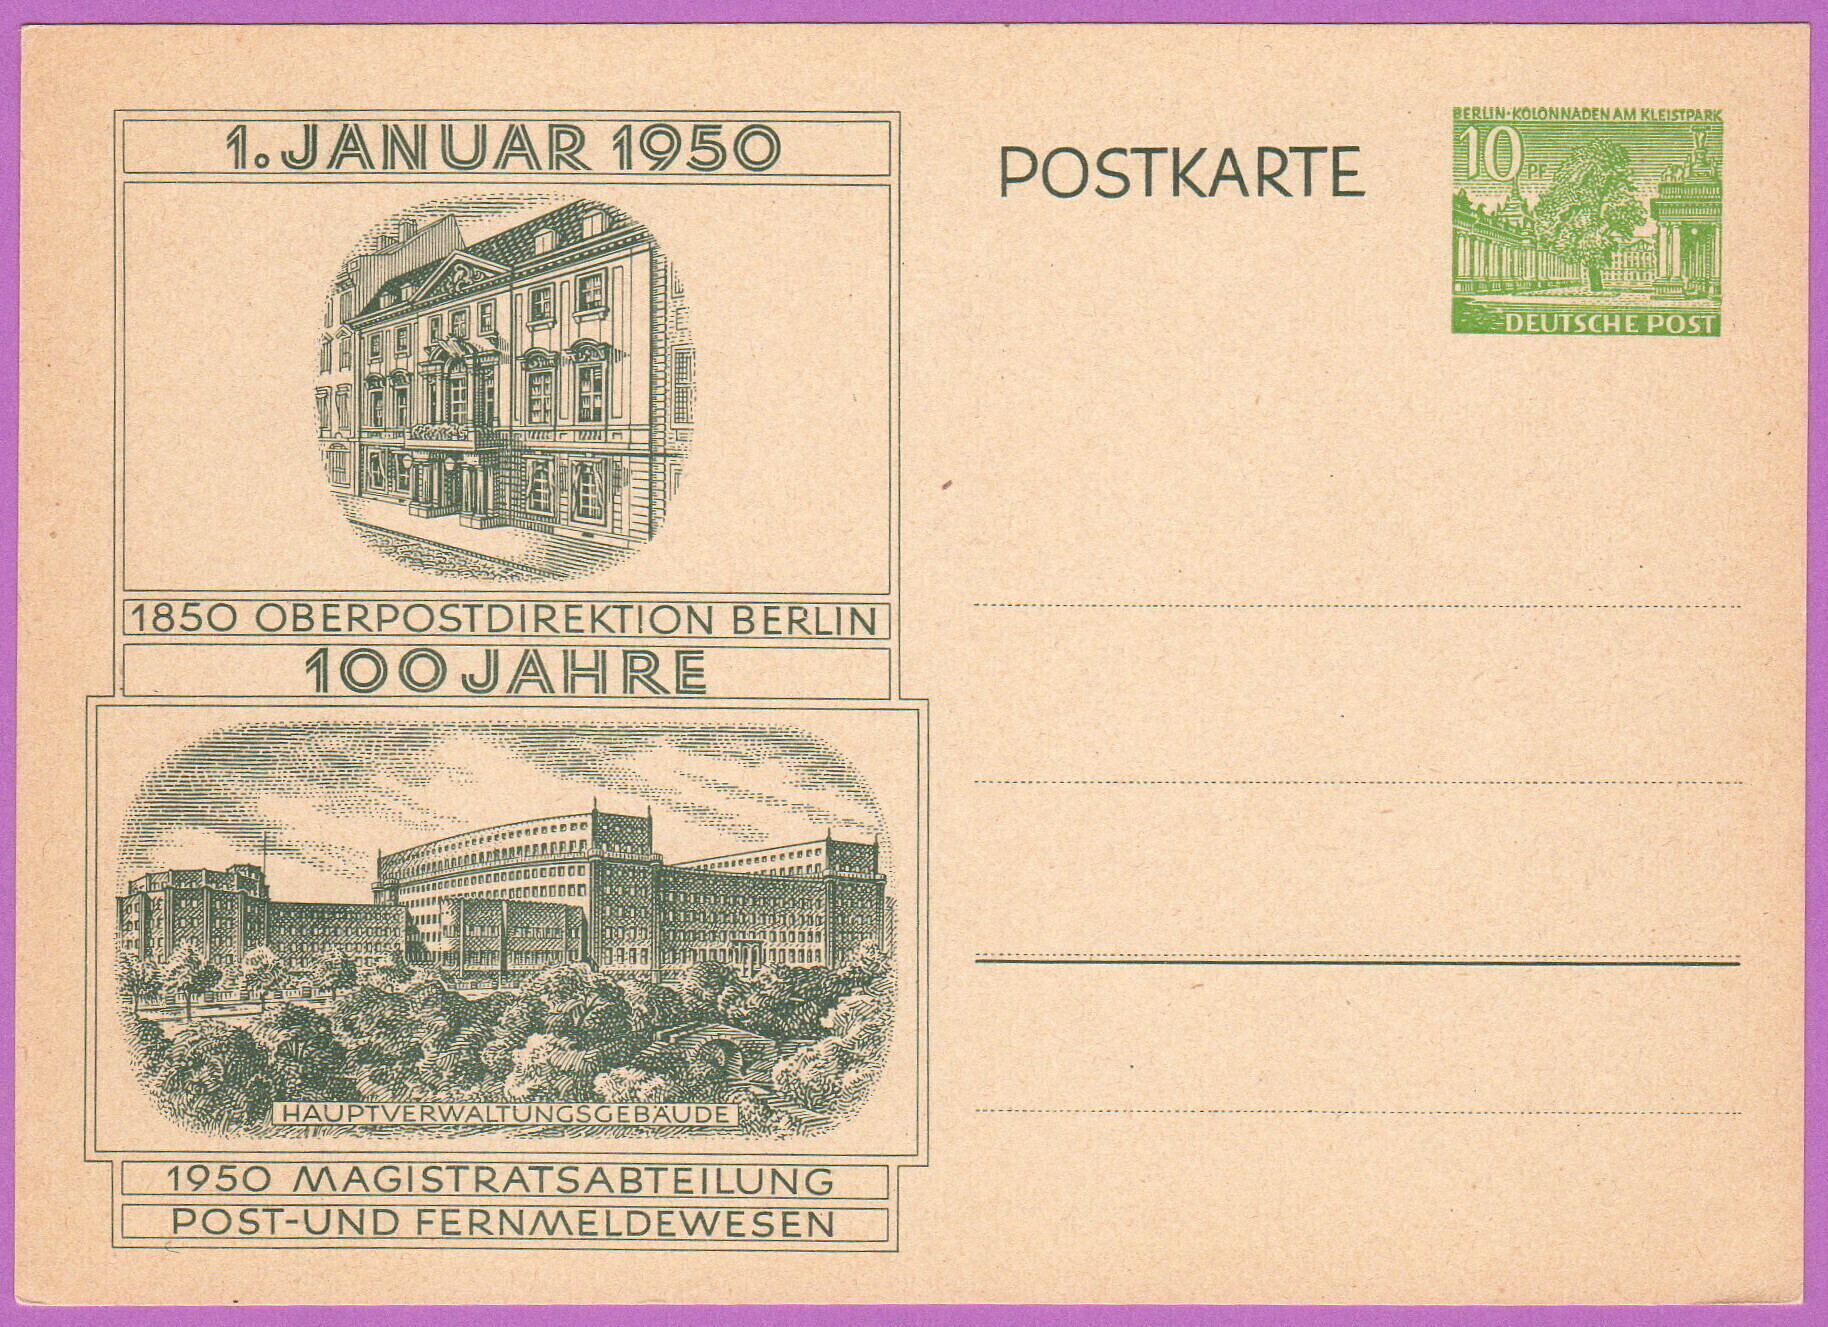 1. JANUAR 1950
1850 OBERPOSTDIREKTION BERLIN
100 JAHRE
HAUPTVERWALTUNGSGEBÄUDE
1950 MAGISTRATSABTEILUNG
POST-UND FERNMELDEWESEN
POSTKARTE
BERLIN·KOLONNADEN AM KLEISTPARK
10 PF
DEUTSCHE POST